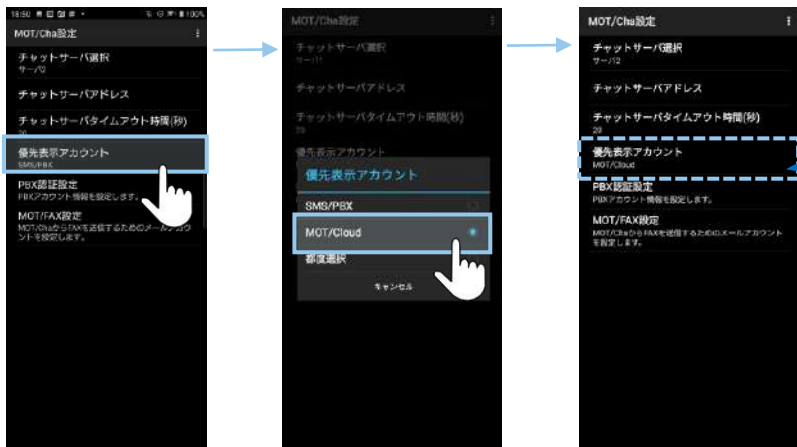 18:50
100%
MOT/Cha設定
チャットサーバ選択
サーバ2
チャットサーバアドレス
チャットサーバタイムアウト時間(秒)
20
優先表示アカウント
SMS/PBX
PBX認証設定
PBXアカウント情報を設定します。
MOT/FAX設定
MOT/ChaからFAXを送信するためのメールアカウ
ントを設定します。
MOT/Cha設定
チャットサーバ選択
チャットサーバアドレス
チャットサーバタイムアウト時間(秒)
20
優先表示アカウント
優先表示アカウント
SMS/PBX
MOT/Cloud
都度選択
キャンセル
MOT/Cha設定
チャットサーバ選択
サーバ2
チャットサーバアドレス
チャットサーバタイムアウト時間(秒)
20
優先表示アカウント
MOT/Cloud
PBX認証設定
PBXアカウント情報を設定します。
MOT/FAX設定
MOT/ChaからFAXを送信するためのメールアカウント
を設定します。